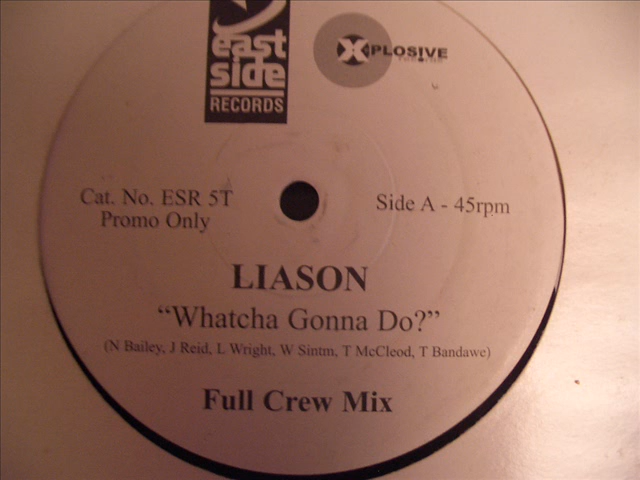 east
side
RECORDS
XPLOSIVE
Cat. No. ESR 5T
Promo Only
Side A - 45rpm
LIASON
“Whatcha Gonna Do?”
(N Bailey, J Reid, L Wright, W Sintm, T McCleod, T Bandawe)
Full Crew Mix